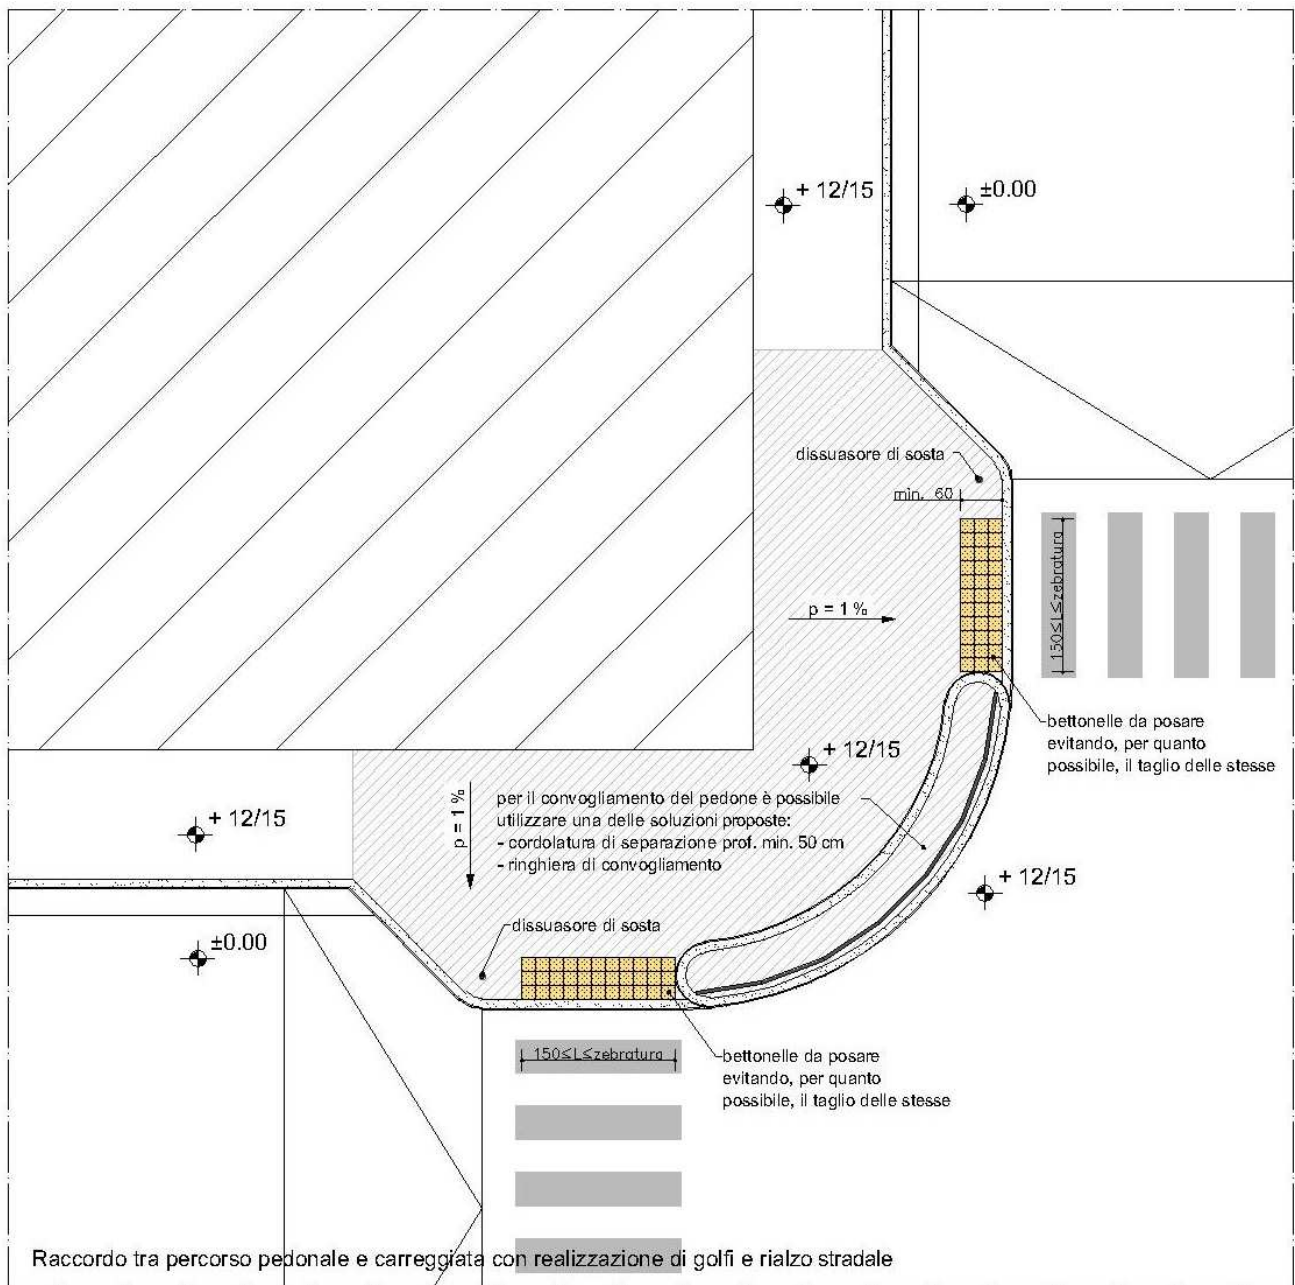 + 12/15
±0.00
dissuasore di sosta
min. 60
150≤L≤zebratura
p = 1 %
bettonelle da posare
evitando, per quanto
possibile, il taglio delle stesse
+ 12/15
p = 1 %
per il convogliamento del pedone è possibile
utilizzare una delle soluzioni proposte:
- cordolatura di separazione prof. min. 50 cm
- ringhiera di convogliamento
+ 12/15
+ 12/15
±0.00
dissuasore di sosta
150≤L≤zebratura
bettonelle da posare
evitando, per quanto
possibile, il taglio delle stesse
Raccordo tra percorso pedonale e carreggiata con realizzazione di golfi e rialzo stradale